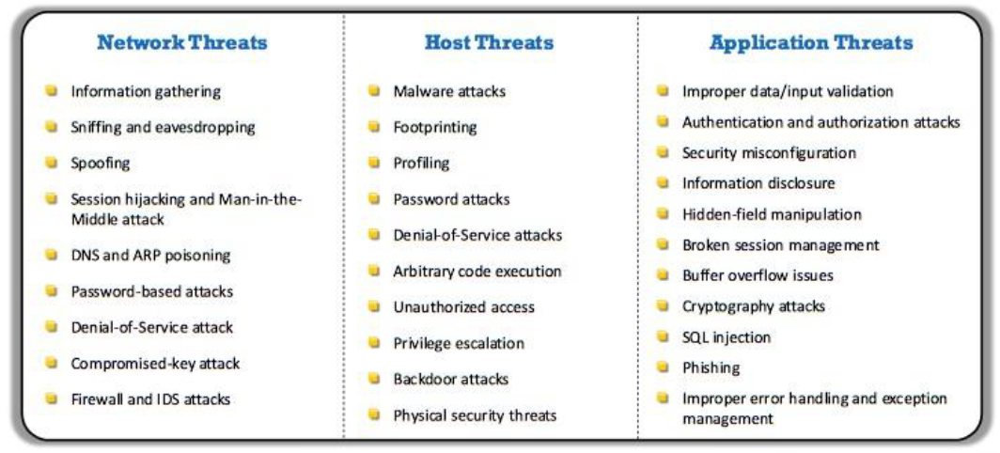 Network Threats
Information gathering
Sniffing and eavesdropping
Spoofing
Session hijacking and Man-in-the-
Middle attack
DNS and ARP poisoning
Password-based attacks
Denial-of-Service attack
Compromised-key attack
Firewall and IDS attacks
Host Threats
Malware attacks
Footprinting
Profiling
Password attacks
Denial-of-Service attacks
Arbitrary code execution
Unauthorized access
Privilege escalation
Backdoor attacks
Physical security threats
Application Threats
Improper data/input validation
Authentication and authorization attacks
Security misconfiguration
Information disclosure
Hidden-field manipulation
Broken session management
Buffer overflow issues
Cryptography attacks
SQL injection
Phishing
Improper error handling and exception
management